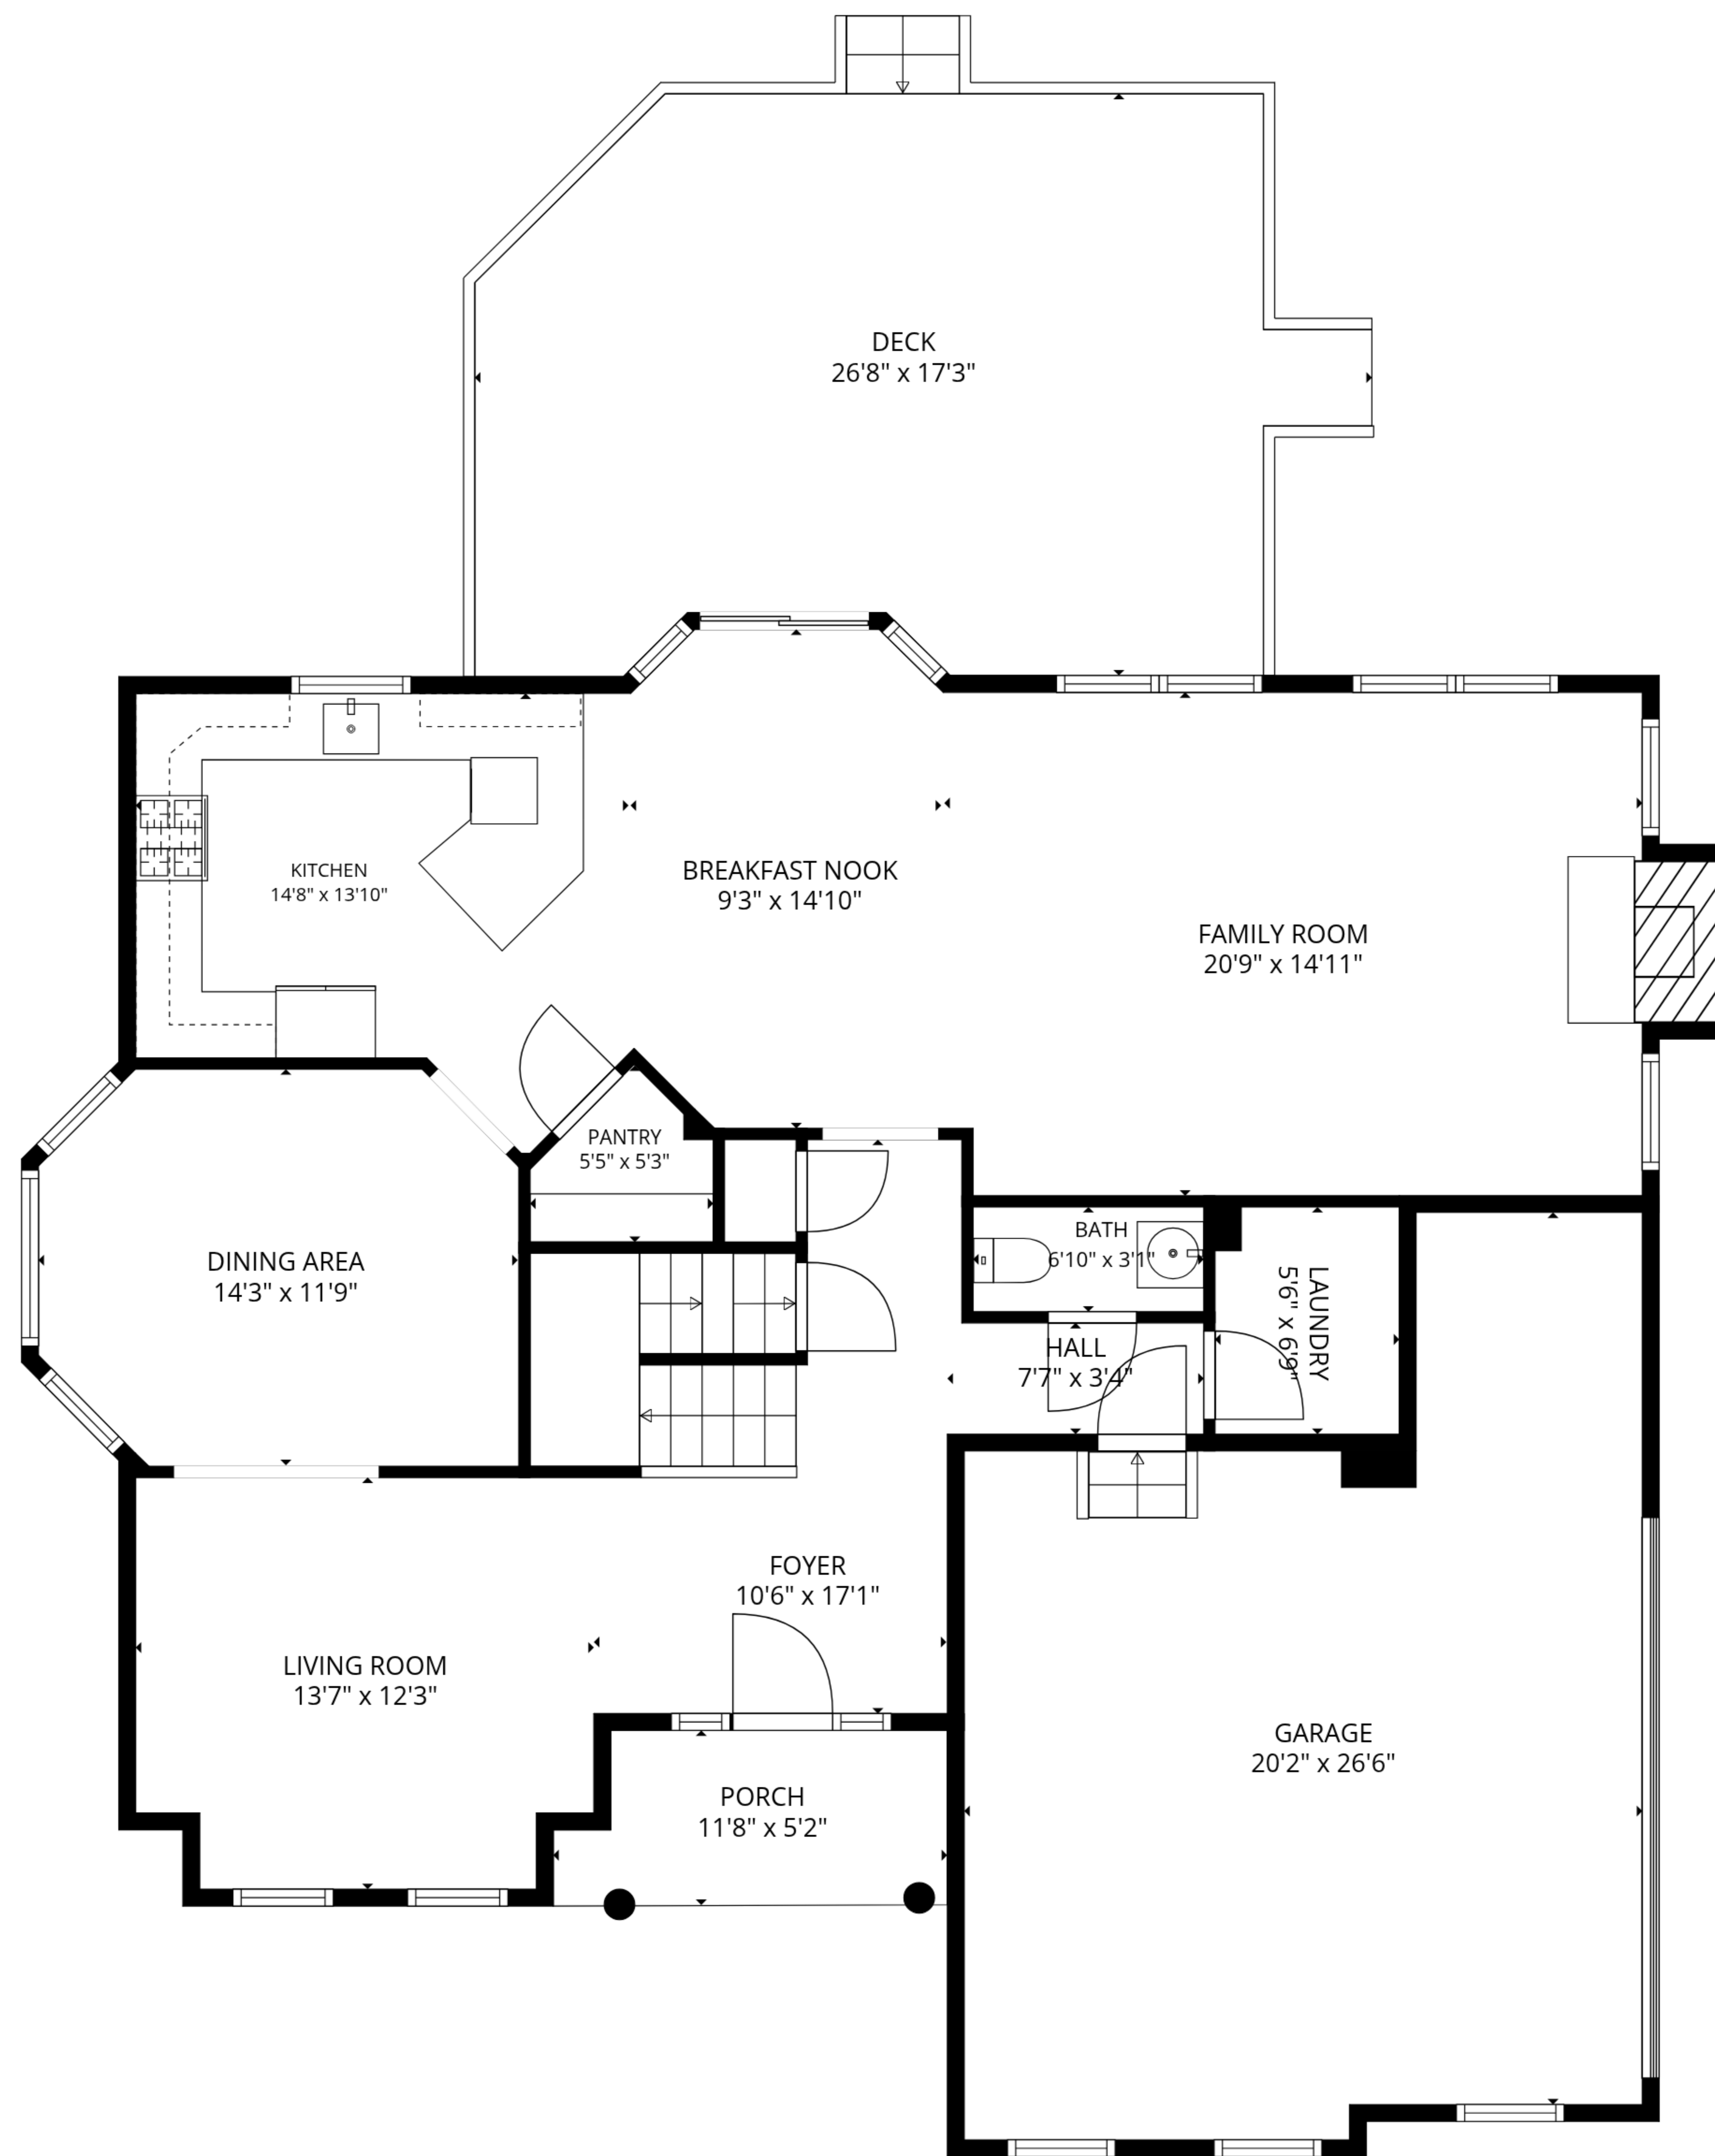 DECK
26'8" x 17'3"
KITCHEN
14'8" x 13'10"
BREAKFAST NOOK
9'3" x 14'10"
FAMILY ROOM
20'9" x 14'11"
PANTRY
5'5" x 5'3"
DINING AREA
14'3" x 11'9"
BATH
6'10" x 3'1"
LAUNDRY
5'6" x 6'9"
HALL
7'7" x 3'4"
FOYER
10'6" x 17'1"
LIVING ROOM
13'7" x 12'3"
GARAGE
20'2" x 26'6"
PORCH
11'8" x 5'2"